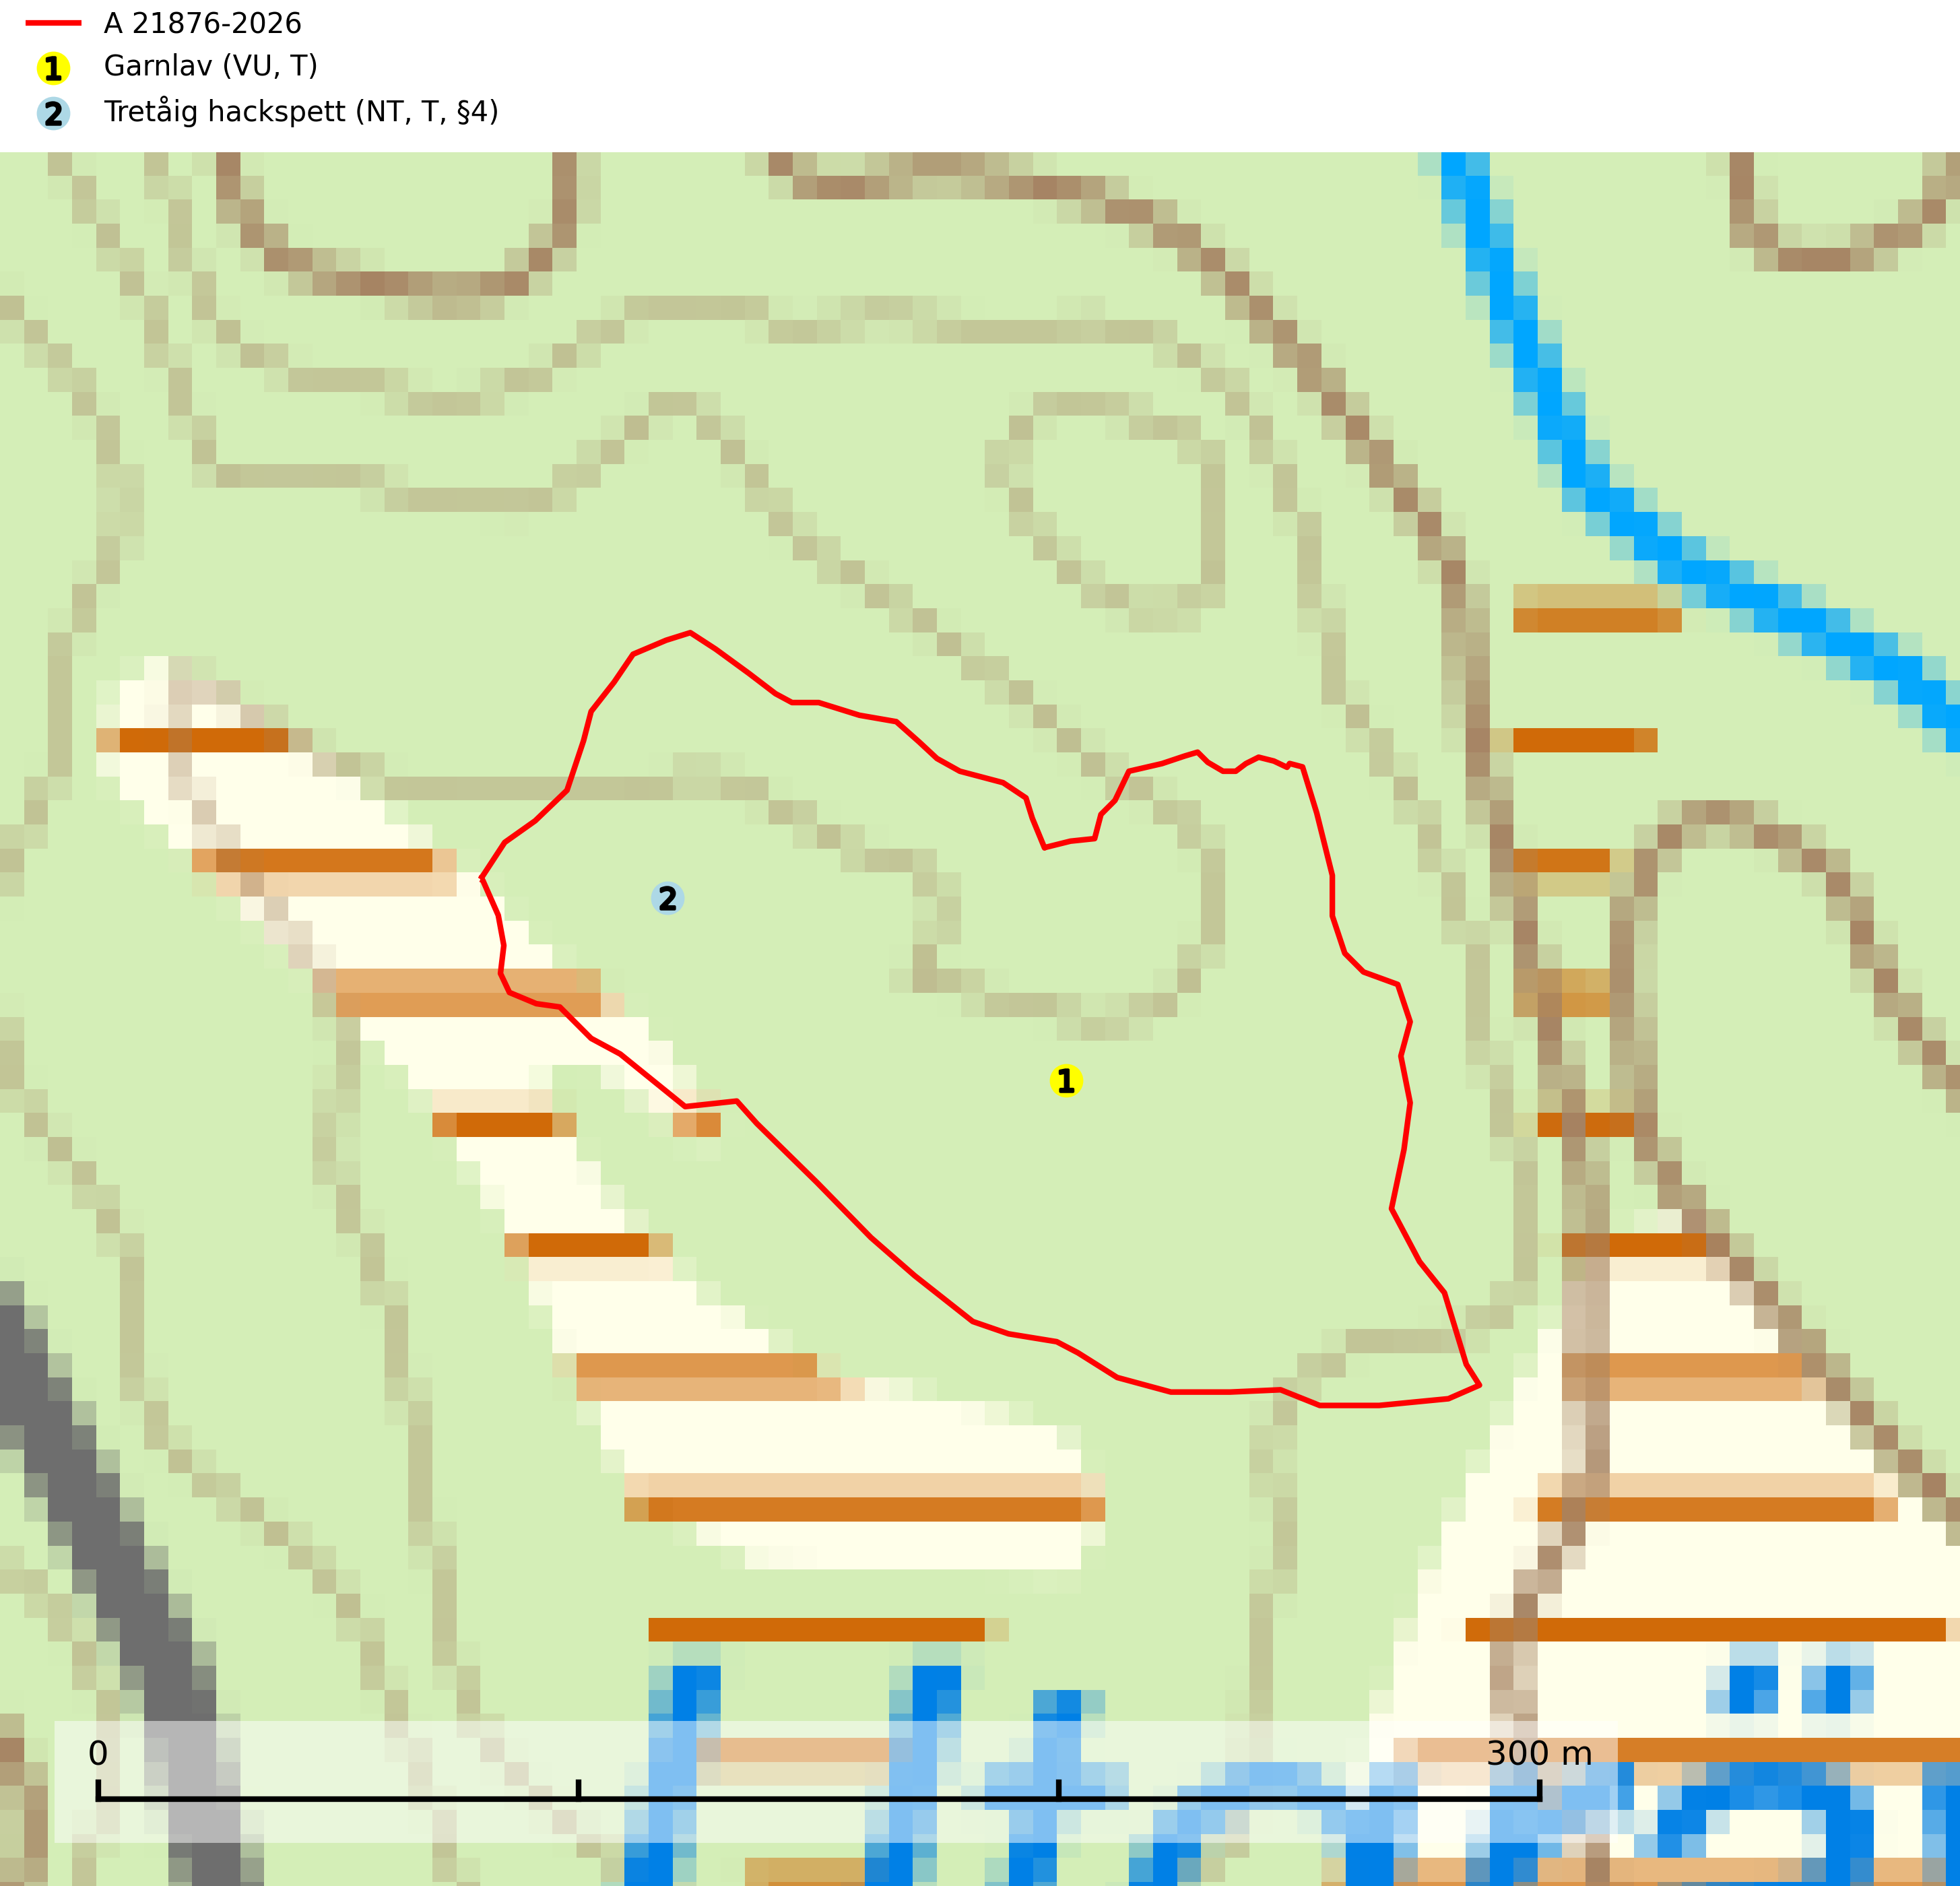 A 21876-2026
1 Garnlav (VU, T)
2 Tretåig hackspett (NT, T, §4)
2
1
0 300 m